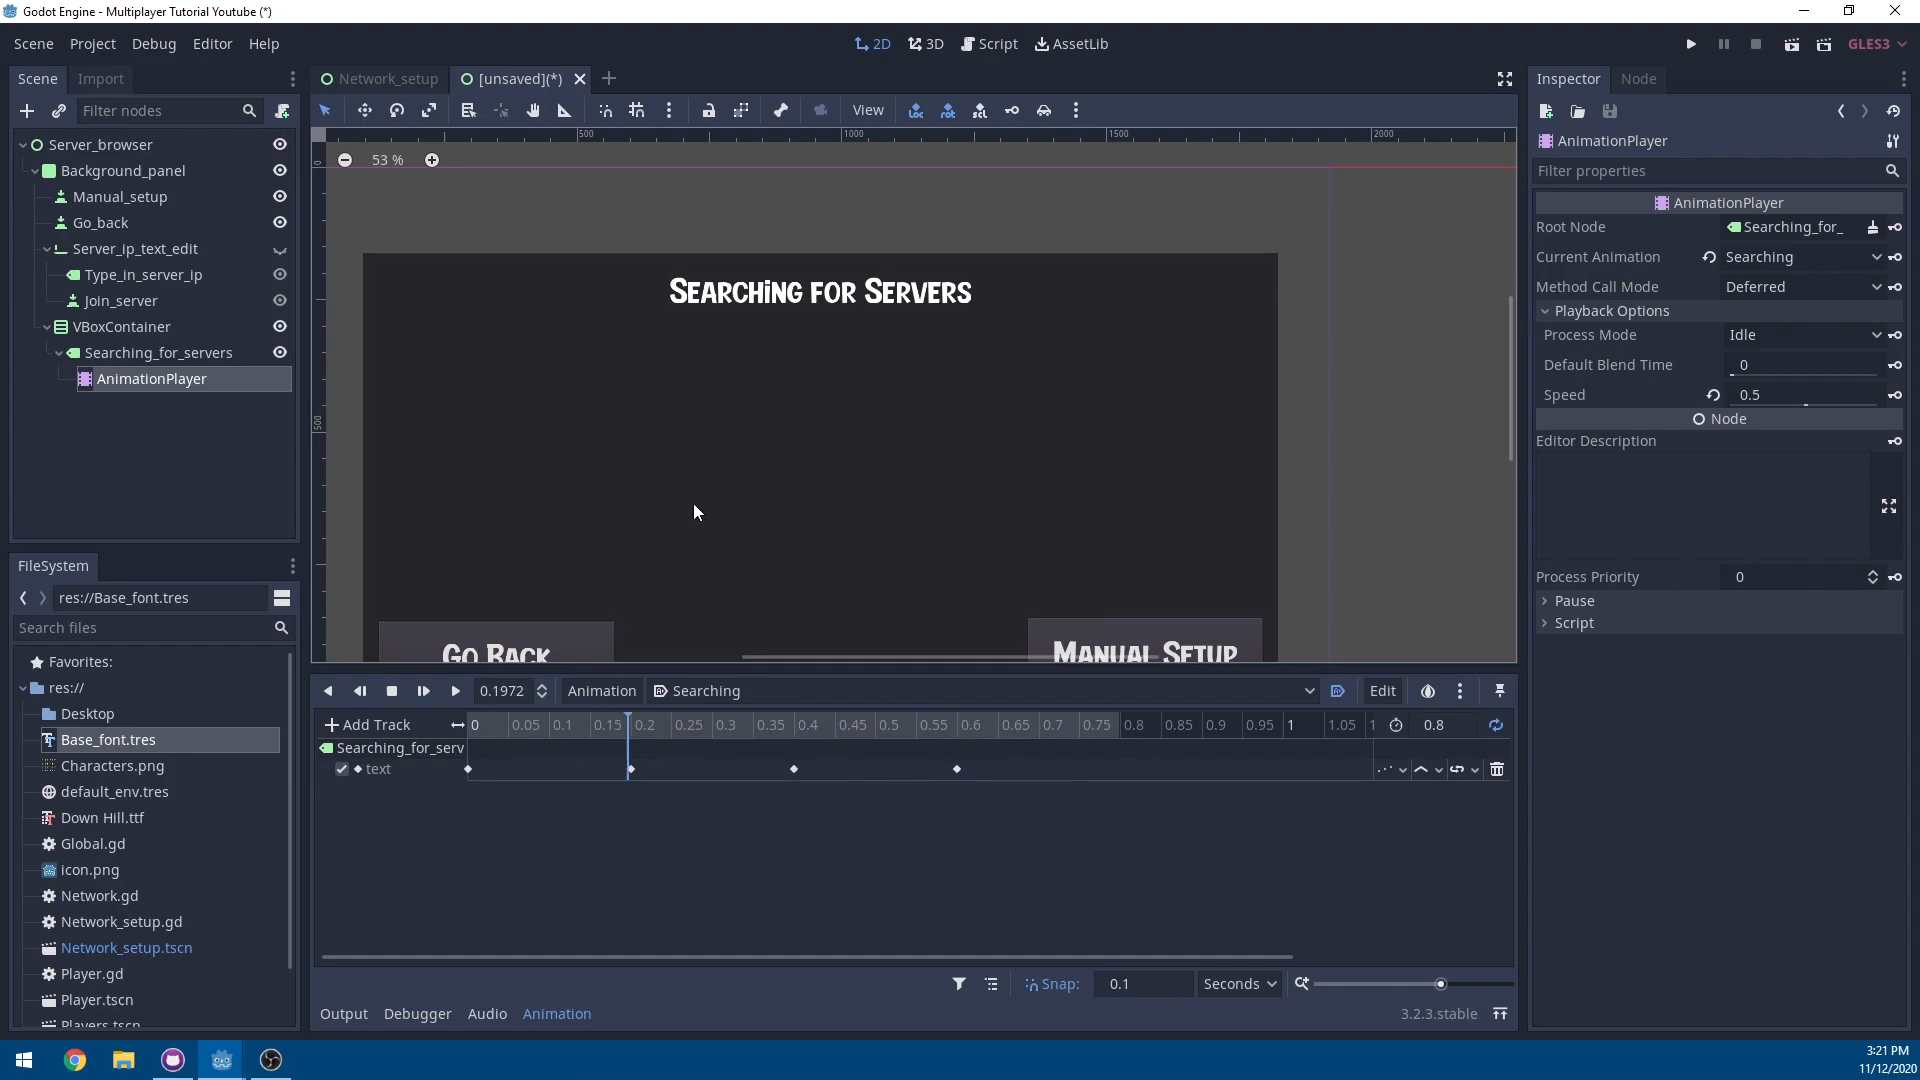 Godot Engine - Multiplayer Tutorial Youtube (*)
Scene Project Debug Editor Help
2D 3D Script AssetLib
GLES3
Scene Import
Filter nodes
Server_browser
Background_panel
Manual_setup
Go_back
Server_ip_text_edit
Type_in_server_ip
Join_server
VBoxContainer
Searching_for_servers
AnimationPlayer
FileSystem
res://Base_font.tres
Search files
Favorites:
res://
Desktop
Base_font.tres
Characters.png
default_env.tres
Down Hill.ttf
Global.gd
icon.png
Network.gd
Network_setup.gd
Network_setup.tscn
Player.gd
Player.tscn
Players.tscn
Network_setup [unsaved](*)
View
500 1000 1500 2000
0
500
53 %
Searching for Servers
Go Back
Manual Setup
0.1972 Animation Searching Edit
Add Track 0 0.05 0.1 0.15 0.2 0.25 0.3 0.35 0.4 0.45 0.5 0.55 0.6 0.65 0.7 0.75 0.8 0.85 0.9 0.95 1 1.05 1 0.8
Searching_for_serv
text
Snap: 0.1 Seconds
Output Debugger Audio Animation 3.2.3.stable
Inspector Node
AnimationPlayer
Filter properties
AnimationPlayer
Root Node Searching_for_
Current Animation Searching
Method Call Mode Deferred
Playback Options
Process Mode Idle
Default Blend Time 0
Speed 0.5
Node
Editor Description
Process Priority 0
Pause
Script
3:21 PM
11/12/2020